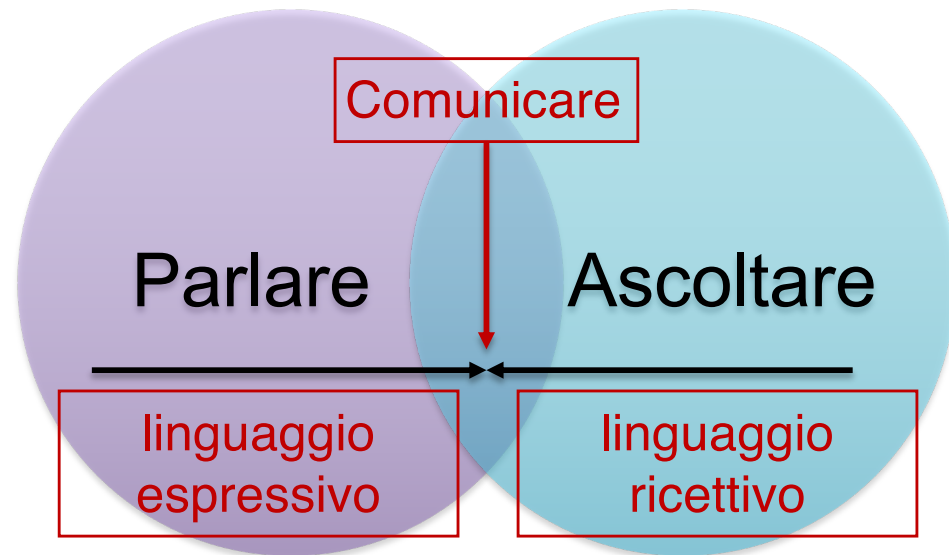 Comunicare
Parlare
Ascoltare
linguaggio
espressivo
linguaggio
ricettivo